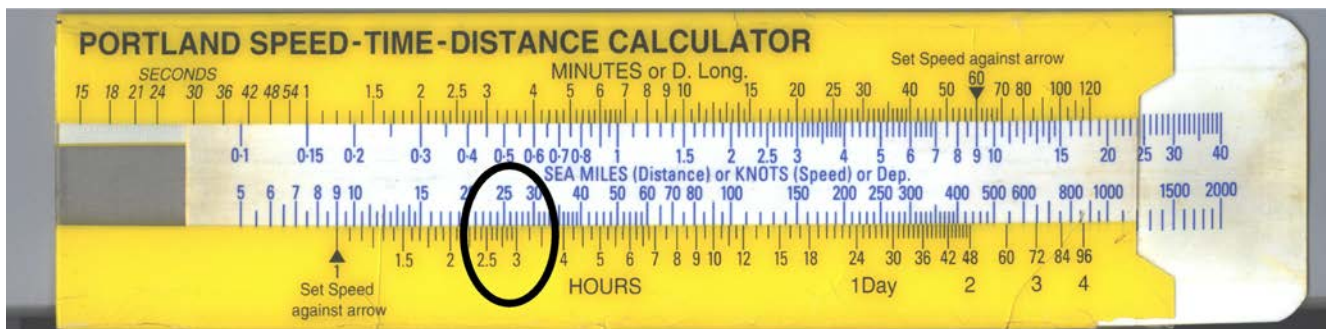 PORTLAND SPEED-TIME-DISTANCE CALCULATOR
SECONDS MINUTES or D. Long. Set Speed against arrow
60
15 18 21 24 30 36 42 48 54 1 1.5 2 2.5 3 4 5 6 7 8 9 10 15 20 25 30 40 50 70 80 100 120
0·1 0·15 0·2 0·3 0·4 0·5 0·6 0·7 0·8 1 1.5 2 2.5 3 4 5 6 7 8 9 10 15 20 25 30 40
SEA MILES (Distance) or KNOTS (Speed) or Dep.
5 6 7 8 9 10 15 20 25 30 40 50 60 70 80 100 150 200 250 300 400 500 600 800 1000 1500 2000
1 1.5 2 2.5 3 4 5 6 7 8 9 10 12 15 18 24 30 36 42 48 60 72 84 96
Set Speed against arrow HOURS 1Day 2 3 4